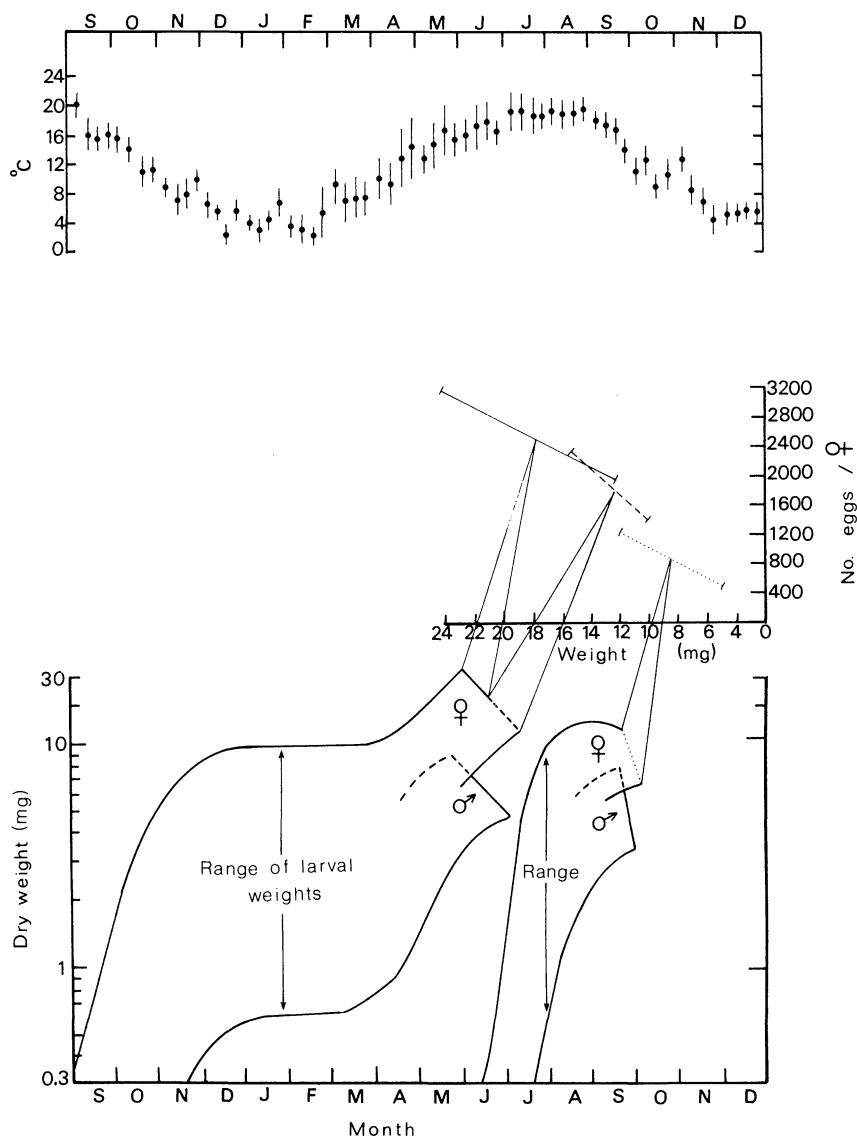 S O N D J F M A M J J A S O N D
24
20
16
12
8
4
0
°C
3200
2800
2400
2000
1600
1200
800
400
No. eggs / ♀
24 22 20 18 16 14 12 10 8 6 4 2 0
Weight (mg)
30
10
1
0.3
Dry weight (mg)
♀
♂
Range of larval
weights
♀
♂
Range
S O N D J F M A M J J A S O N D
Month